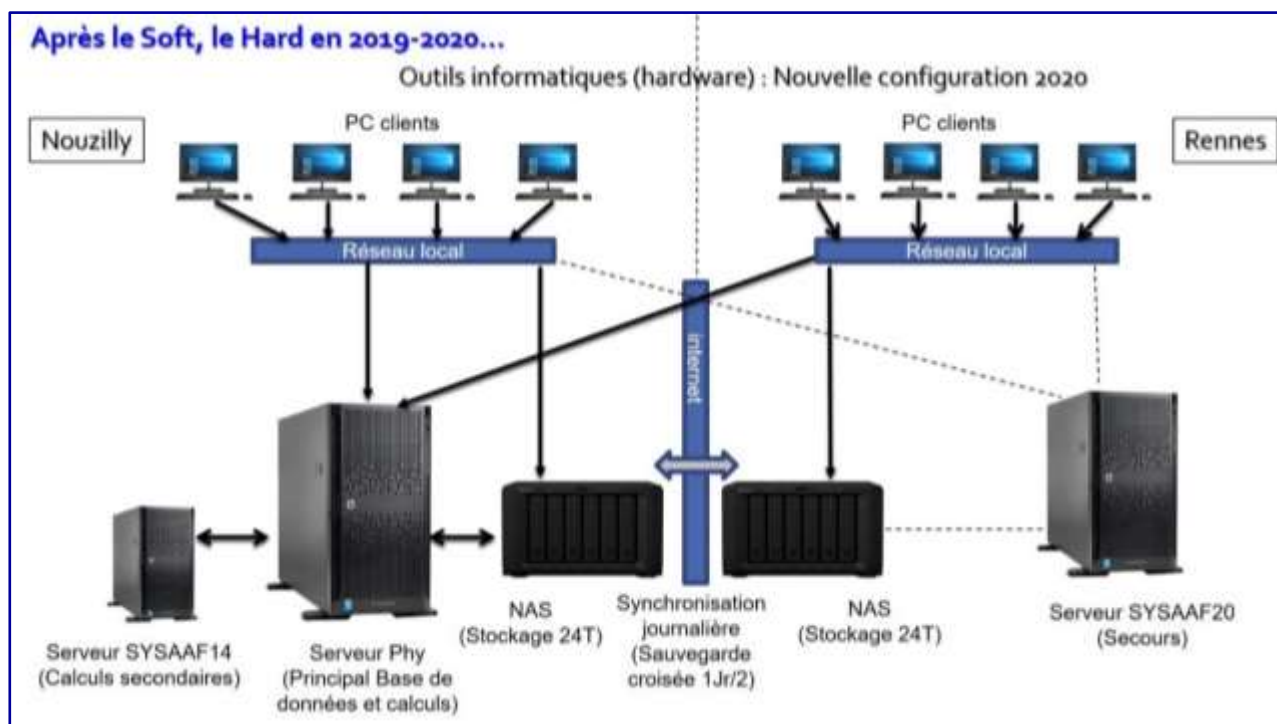 Après le Soft, le Hard en 2019-2020...
Outils informatiques (hardware) : Nouvelle configuration 2020
Nouzilly
PC clients
PC clients
Rennes
Réseau local
Réseau local
internet
NAS
(Stockage 24T)
Synchronisation
journalière
(Sauvegarde
croisée 1Jr/2)
NAS
(Stockage 24T)
Serveur SYSAAF20
(Secours)
Serveur SYSAAF14
(Calculs secondaires)
Serveur Phy
(Principal Base de
données et calculs)